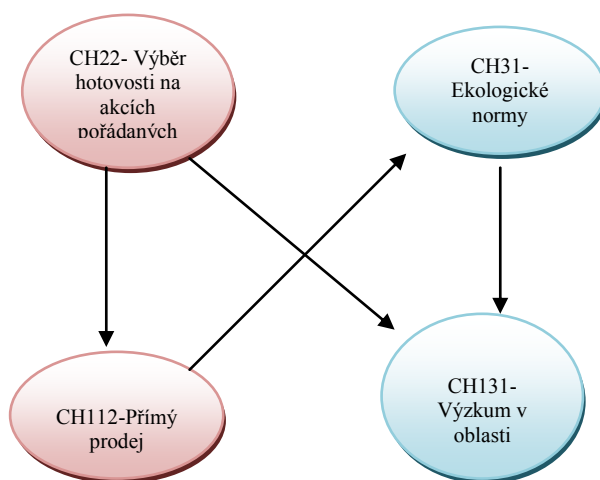 CH22- Výběr
hotovosti na
akcích
pořádaných
CH31-
Ekologické
normy
CH112-Přímý
prodej
CH131-
Výzkum v
oblasti